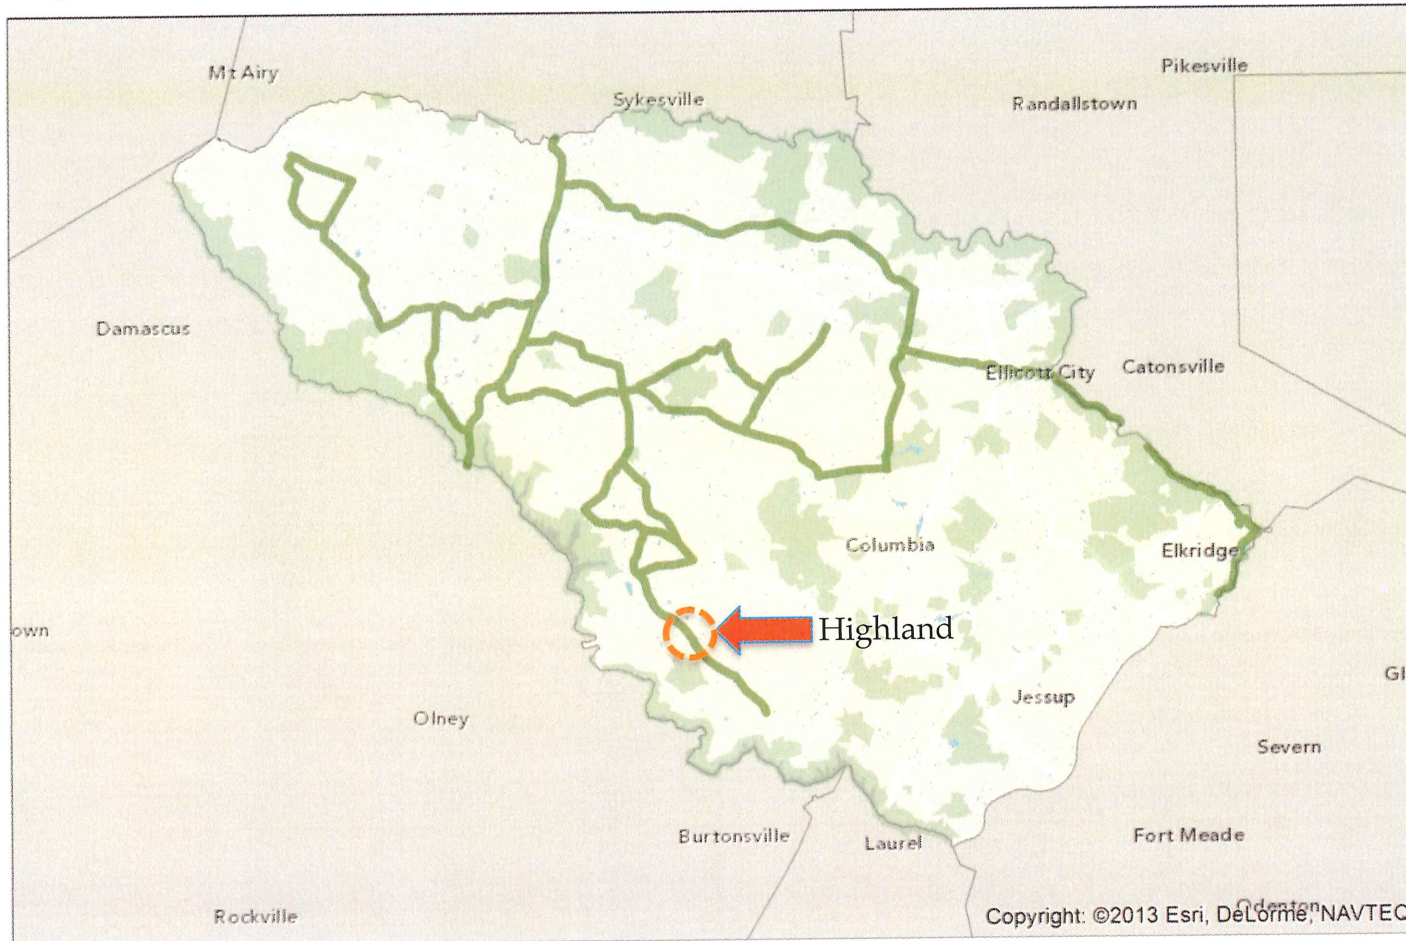 Mt Airy
Pikesville
Sykesville
Randallstown
Damascus
Ellicott City
Catonsville
Columbia
Elkridge
own
Highland
Gl
Jessup
Olney
Severn
Burtonsville
Laurel
Fort Meade
Odenton
Rockville
Copyright: ©2013 Esri, DeLorme, NAVTEQ